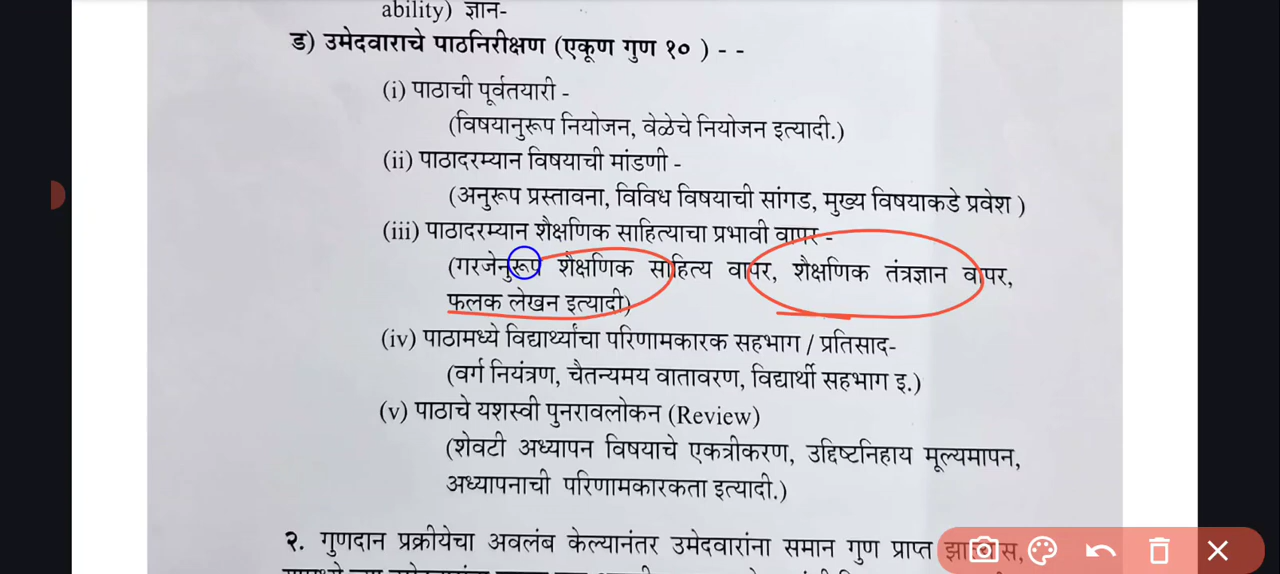 ability) ज्ञान-
ड) उमेदवाराचे पाठनिरीक्षण (एकूण गुण १० ) - -
(i) पाठाची पूर्वतयारी -
(विषयानुरूप नियोजन, वेळेचे नियोजन इत्यादी.)
(ii) पाठादरम्यान विषयाची मांडणी -
(अनुरूप प्रस्तावना, विविध विषयाची सांगड, मुख्य विषयाकडे प्रवेश )
(iii) पाठादरम्यान शैक्षणिक साहित्याचा प्रभावी वापर -
(गरजेनुरूप शैक्षणिक साहित्य वापर, शैक्षणिक तंत्रज्ञान वापर,
फलक लेखन इत्यादी)
(iv) पाठामध्ये विद्यार्थ्यांचा परिणामकारक सहभाग / प्रतिसाद-
(वर्ग नियंत्रण, चैतन्यमय वातावरण, विद्यार्थी सहभाग इ.)
(v) पाठाचे यशस्वी पुनरावलोकन (Review)
(शेवटी अध्यापन विषयाचे एकत्रीकरण, उद्दिष्टनिहाय मूल्यमापन,
अध्यापनाची परिणामकारकता इत्यादी.)
२. गुणदान प्रक्रीयेचा अवलंब केल्यानंतर उमेदवारांना समान गुण प्राप्त